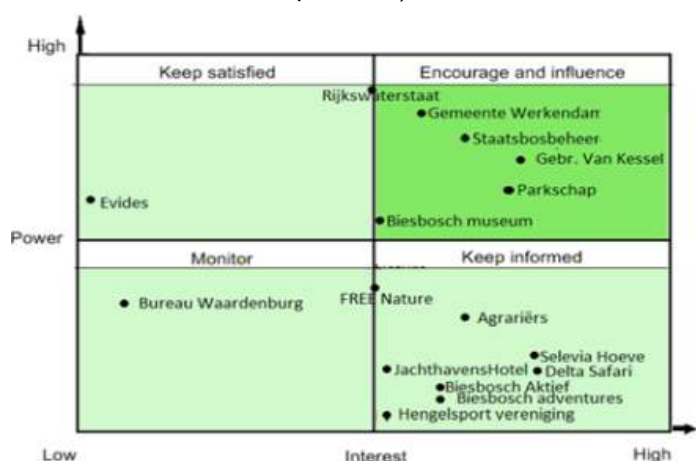 High
Keep satisfied
Encourage and influence
Rijkswaterstaat
Gemeente Werkendam
Staatsbosbeheer
Gebr. Van Kessel
Parkschap
Evides
Biesbosch museum
Power
Monitor
Keep informed
Bureau Waardenburg
FREE Nature
Agrariërs
Selevia Hoeve
JachthavensHotel
Delta Safari
Biesbosch Aktief
Biesbosch adventures
Hengelsport vereniging
Low
Interest
High